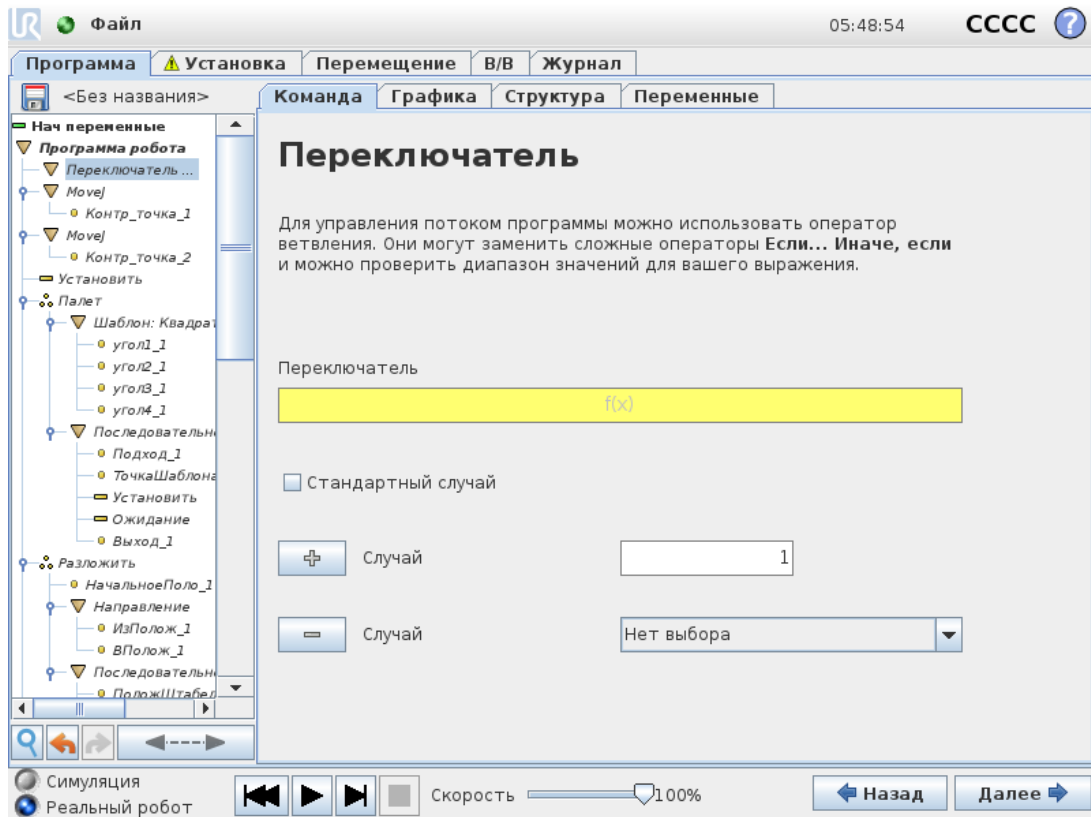 UR Файл 05:48:54 CCCC ?
Программа Установка Перемещение В/В Журнал
<Без названия>
Команда Графика Структура Переменные
Нач переменные
Программа робота
Переключатель ...
MoveJ
Контр_точка_1
MoveJ
Контр_точка_2
Установить
Палет
Шаблон: Квадрат
угол1_1
угол2_1
угол3_1
угол4_1
Последовательн
Подход_1
ТочкаШаблона
Установить
Ожидание
Выход_1
Разложить
НачальноеПоло_1
Направление
ИзПолож_1
ВПолож_1
Последовательн
ПоложШтабел
Переключатель
Для управления потоком программы можно использовать оператор
ветвления. Они могут заменить сложные операторы Если... Иначе, если
и можно проверить диапазон значений для вашего выражения.
Переключатель
f(x)
Стандартный случай
Случай 1
Случай Нет выбора
Симуляция
Реальный робот
Скорость 100%
Назад Далее